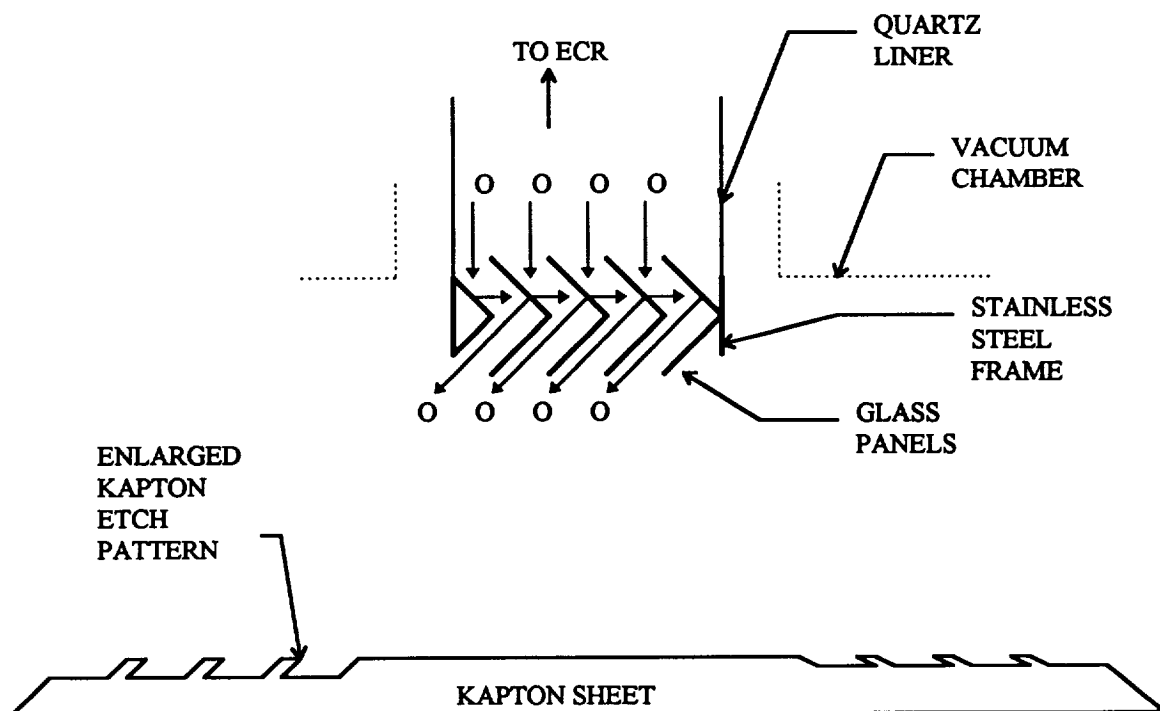 QUARTZ
LINER
TO ECR
VACUUM
CHAMBER
O O O O
STAINLESS
STEEL
FRAME
O O O O
GLASS
PANELS
ENLARGED
KAPTON
ETCH
PATTERN
KAPTON SHEET